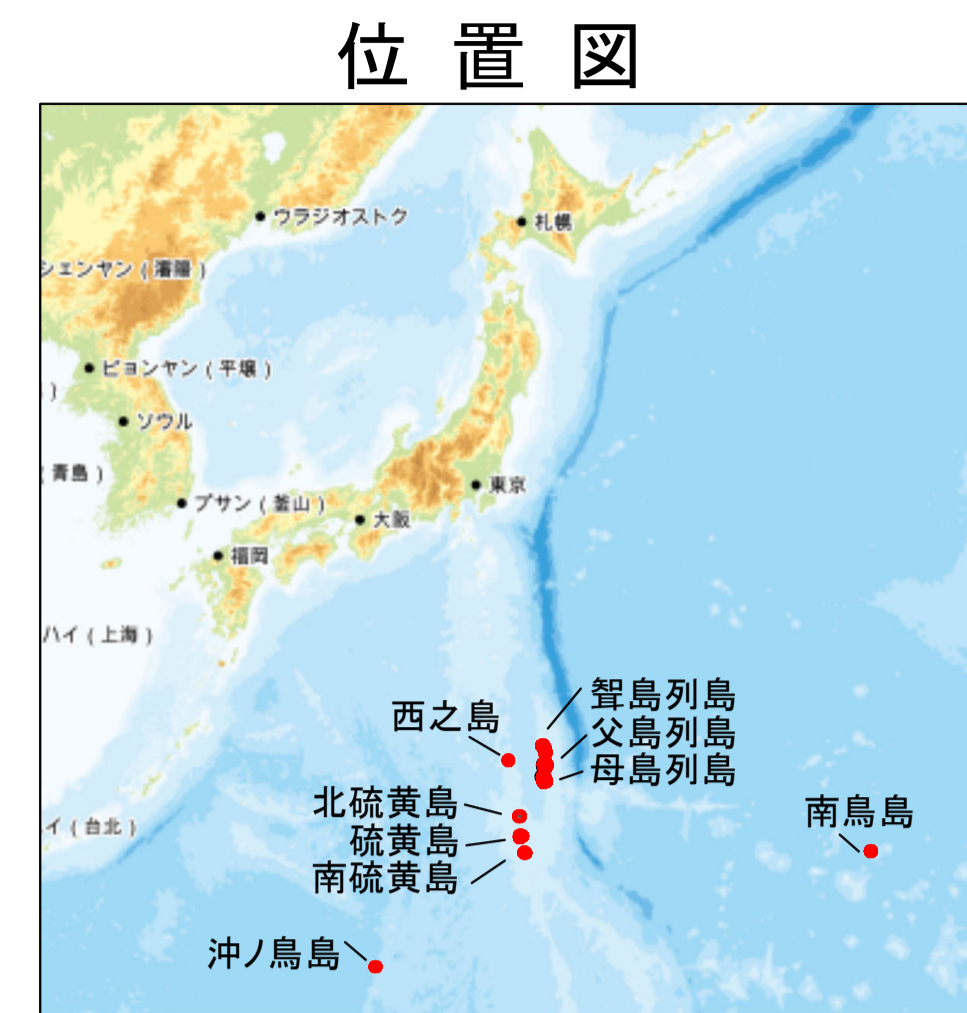 位置図
ウラジオストク
札幌
シェンヤン(瀋陽)
ピョンヤン(平壌)
)
ソウル
(青島)
プサン(釜山)
東京
大阪
福岡
ハイ(上海)
聟島列島
西之島
父島列島
母島列島
北硫黄島
南鳥島
イ(台北)
硫黄島
南硫黄島
沖ノ鳥島